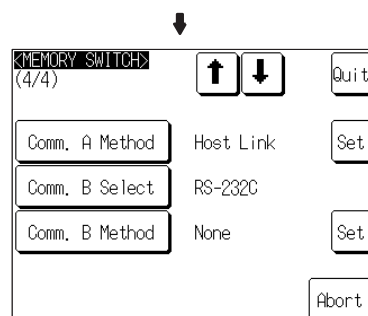 <MEMORY SWITCH>
(4/4)
Quit
Comm. A Method Host Link Set
Comm. B Select RS-232C
Comm. B Method None Set
Abort